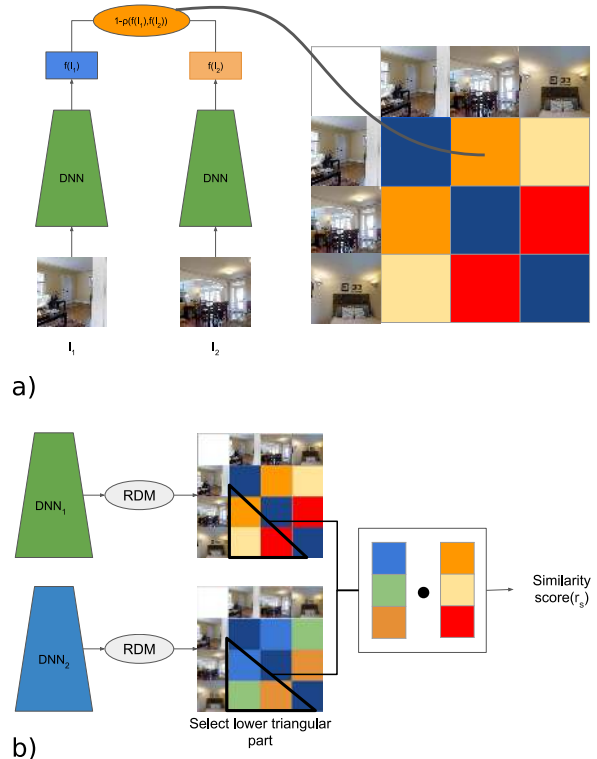 1-ρ(f(I₁),f(I₂))
f(I₁)
f(I₂)
DNN
DNN
I₁
I₂
a)
DNN₁
RDM
DNN₂
RDM
Select lower triangular
part
Similarity
score(rₛ)
b)